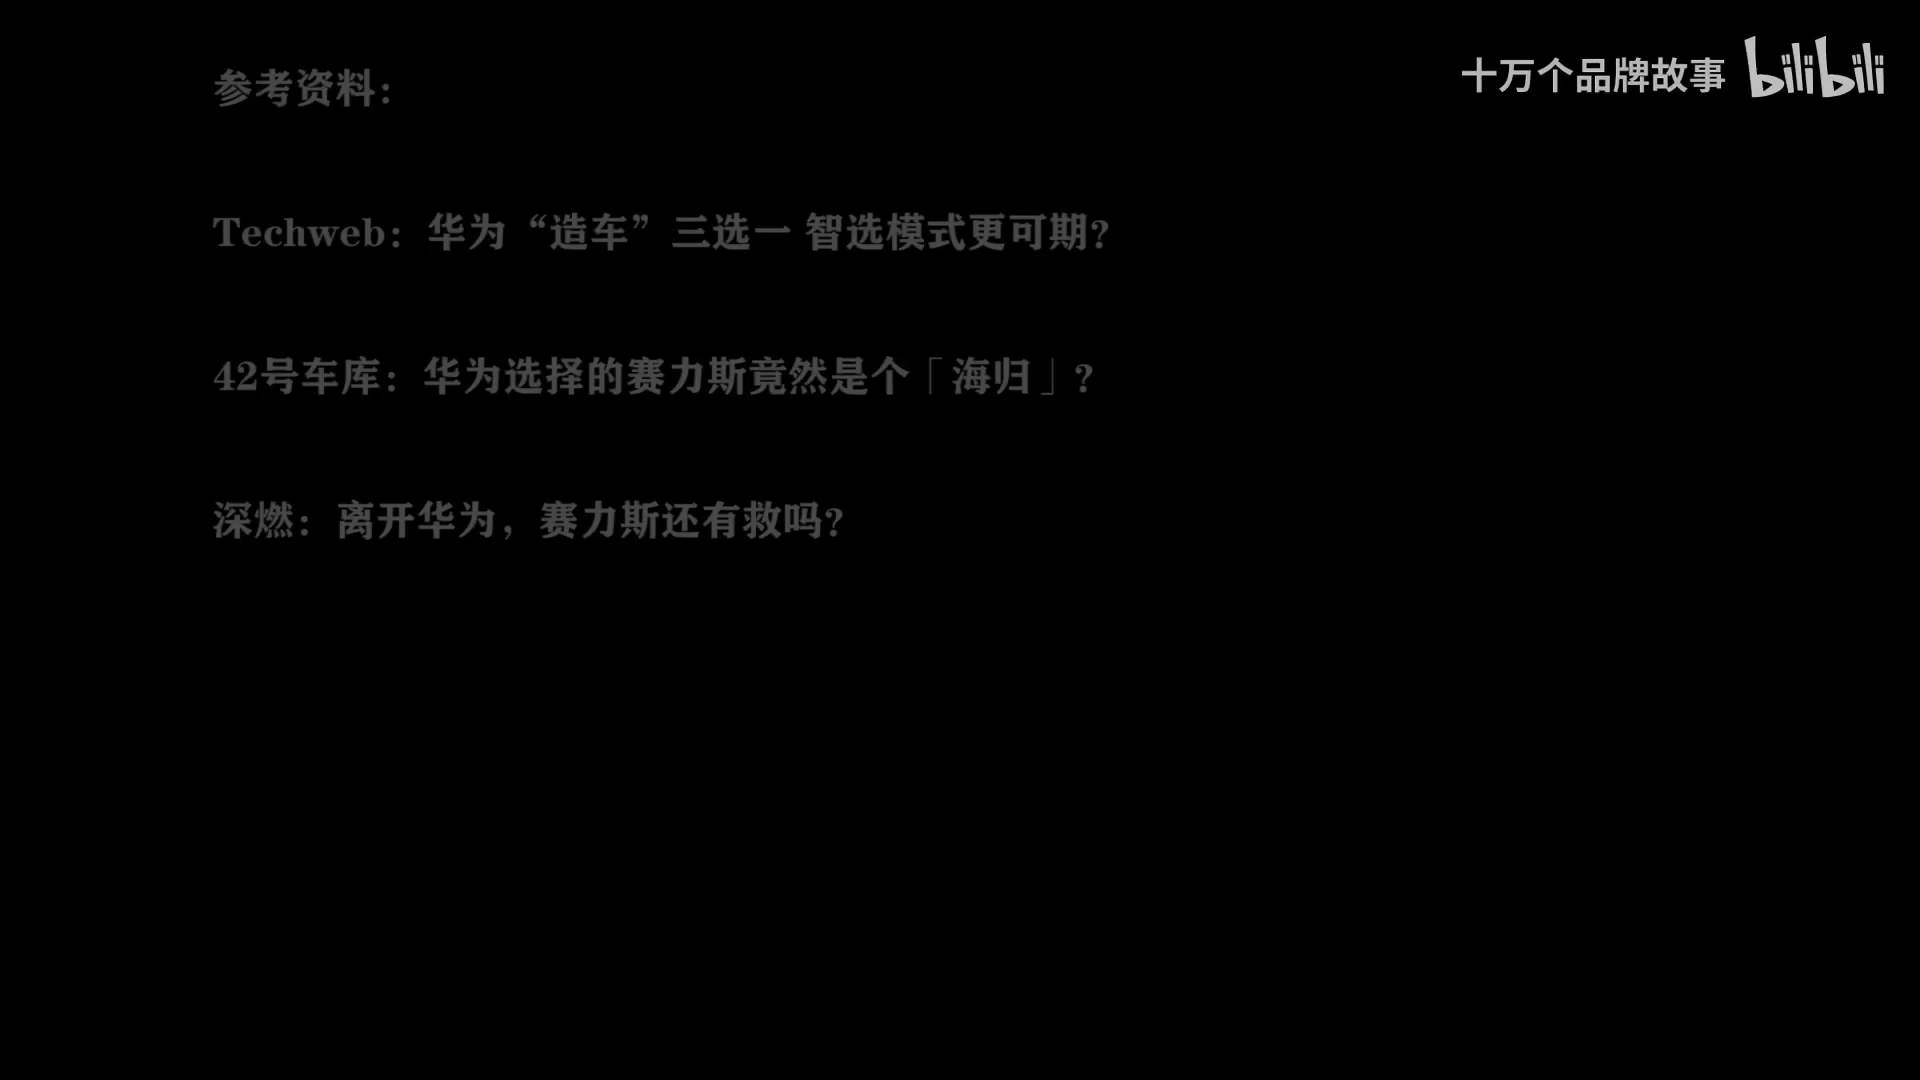 参考资料：
十万个品牌故事 bilibili
Techweb：华为“造车”三选一 智选模式更可期？
42号车库：华为选择的赛力斯竟然是个「海归」？
深燃：离开华为，赛力斯还有救吗？